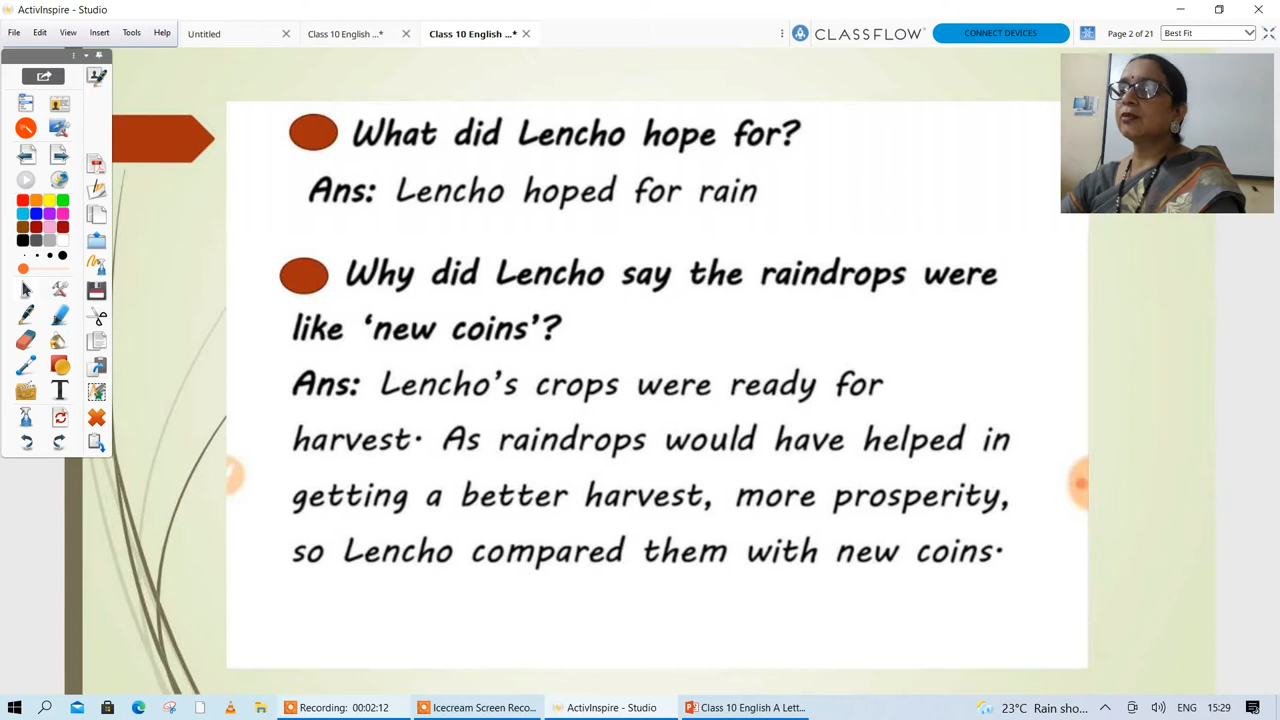 ActivInspire - Studio
File Edit View Insert Tools Help
Untitled
Class 10 English ...*
Class 10 English ...*
CLASSFLOW
CONNECT DEVICES
Page 2 of 21
Best Fit
What did Lencho hope for?
Ans: Lencho hoped for rain
Why did Lencho say the raindrops were
like ‘new coins’?
Ans: Lencho’s crops were ready for
harvest. As raindrops would have helped in
getting a better harvest, more prosperity,
so Lencho compared them with new coins.
Recording: 00:02:12
Icecream Screen Reco...
ActivInspire - Studio
Class 10 English A Lett...
23°C Rain sho...
ENG
15:29